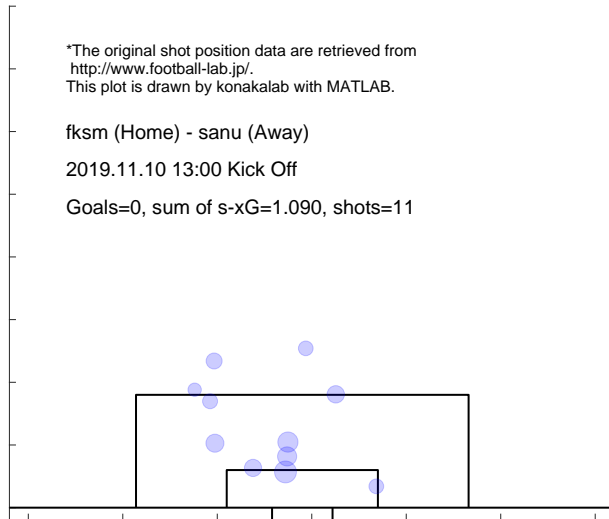 *The original shot position data are retrieved from
http://www.football-lab.jp/.
This plot is drawn by konakalab with MATLAB.
fksm (Home) - sanu (Away)
2019.11.10 13:00 Kick Off
Goals=0, sum of s-xG=1.090, shots=11